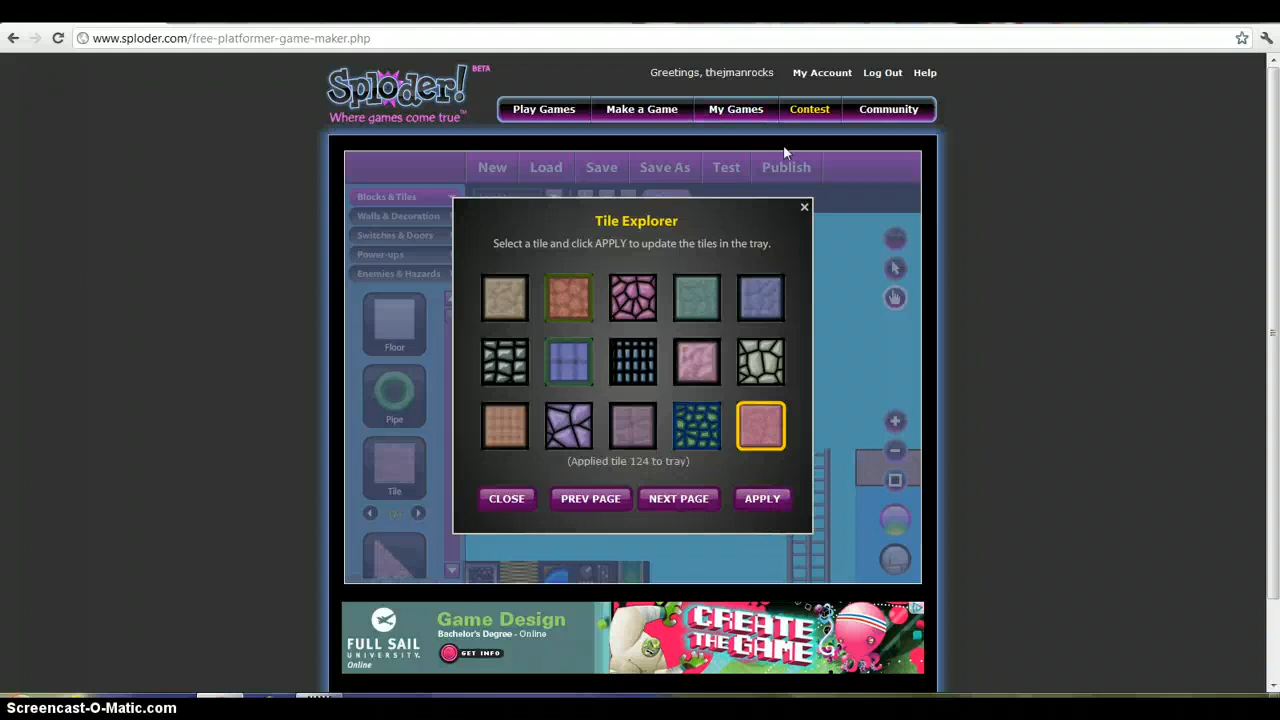 www.sploder.com/free-platformer-game-maker.php
Sploder! BETA
Where games come true™
Greetings, thejmanrocks My Account Log Out Help
Play Games Make a Game My Games Contest Community
New Load Save Save As Test Publish
Blocks & Tiles
Walls & Decoration
Switches & Doors
Power-ups
Enemies & Hazards
Floor
Pipe
Tile
124
Tile Explorer
Select a tile and click APPLY to update the tiles in the tray.
(Applied tile 124 to tray)
CLOSE PREV PAGE NEXT PAGE APPLY
FULL SAIL
UNIVERSITY.
Online
Game Design
Bachelor's Degree - Online
GET INFO
CREATE
THE GAME
Screencast-O-Matic.com